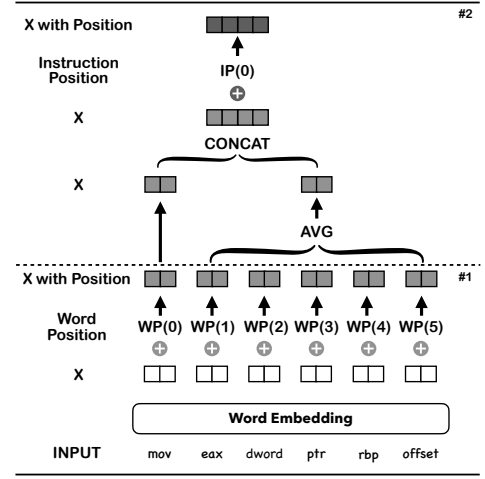 #2
X with Position
IP(0)
Instruction
Position
X
CONCAT
X
AVG
X with Position
#1
Word
Position
WP(0) WP(1) WP(2) WP(3) WP(4) WP(5)
X
Word Embedding
INPUT mov eax dword ptr rbp offset